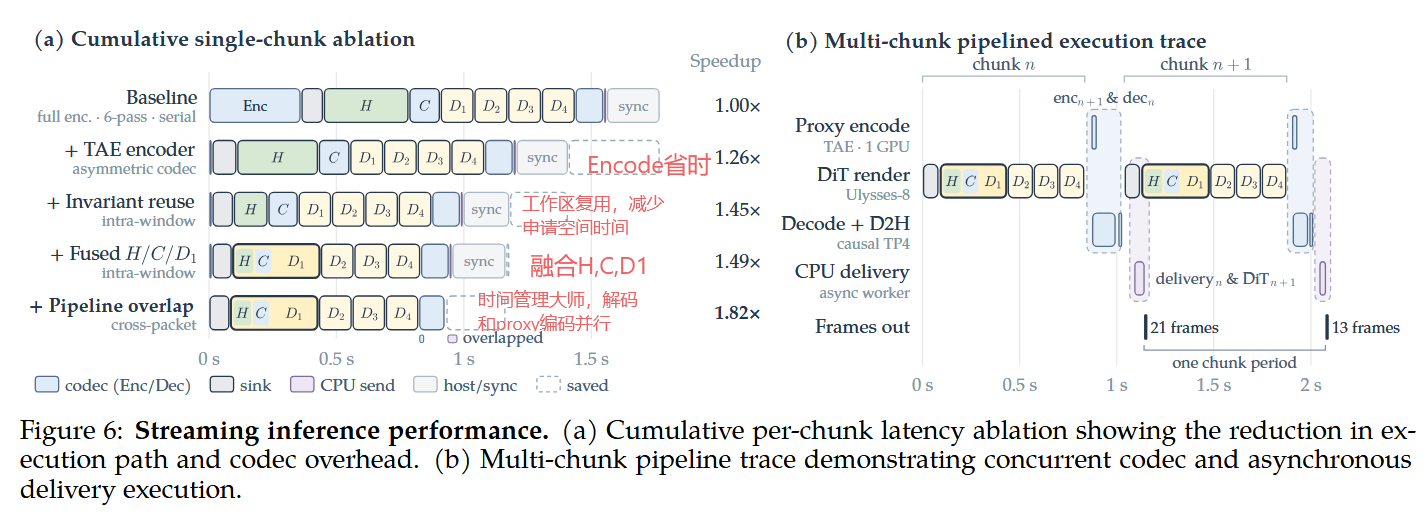 (a) Cumulative single-chunk ablation
Speedup
Baseline
full enc. · 6-pass · serial
Enc
H
C
D1
D2
D3
D4
sync
1.00×
+ TAE encoder
asymmetric codec
H
C
D1
D2
D3
D4
sync
Encode省时
1.26×
+ Invariant reuse
intra-window
H
C
D1
D2
D3
D4
sync
工作区复用，减少
申请空间时间
1.45×
+ Fused H/C/D1
intra-window
H
C
D1
D2
D3
D4
sync
融合H,C,D1
1.49×
+ Pipeline overlap
cross-packet
H
C
D1
D2
D3
D4
时间管理大师，解码
和proxy编码并行
overlapped
1.82×
0 s
0.5 s
1 s
1.5 s
codec (Enc/Dec)
sink
CPU send
host/sync
saved
(b) Multi-chunk pipelined execution trace
chunk n
chunk n + 1
encn+1 & decn
Proxy encode
TAE · 1 GPU
DiT render
Ulysses-8
H
C
D1
D2
D3
D4
H
C
D1
D2
D3
D4
Decode + D2H
causal TP4
CPU delivery
async worker
deliveryn & DiTn+1
Frames out
21 frames
13 frames
one chunk period
0 s
0.5 s
1 s
1.5 s
2 s
Figure 6: Streaming inference performance. (a) Cumulative per-chunk latency ablation showing the reduction in ex-
ecution path and codec overhead. (b) Multi-chunk pipeline trace demonstrating concurrent codec and asynchronous
delivery execution.